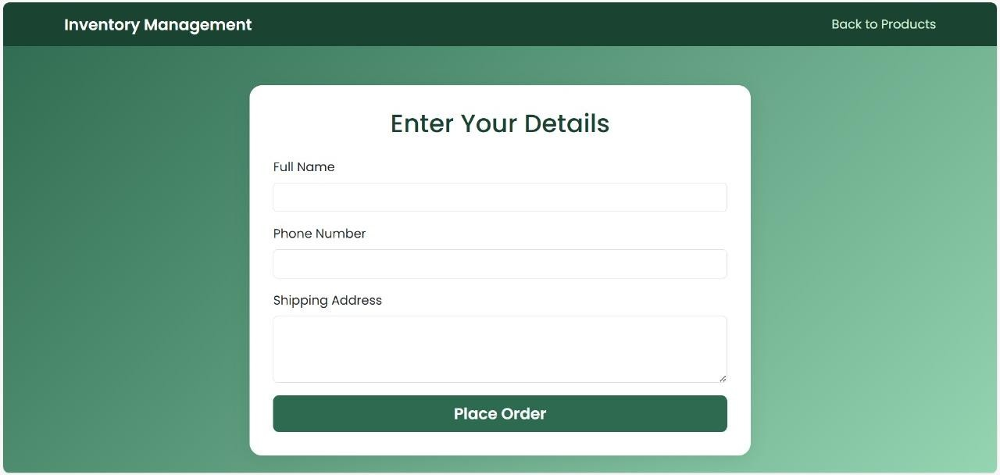 Inventory Management
Back to Products
Enter Your Details
Full Name
Phone Number
Shipping Address
Place Order